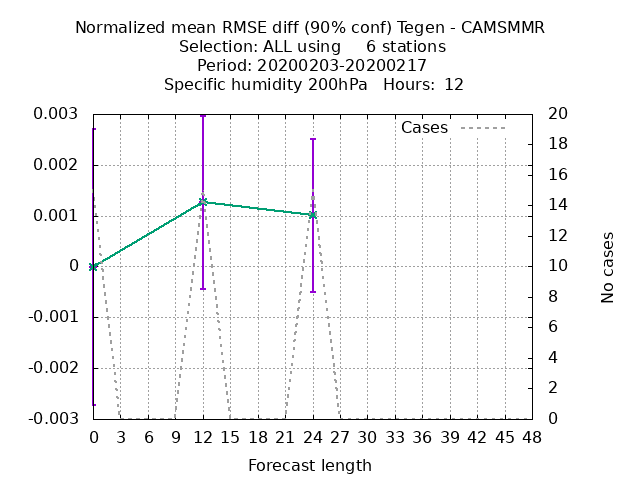 Normalized mean RMSE diff (90% conf) Tegen - CAMSMMR
Selection: ALL using     6 stations
Period: 20200203-20200217
Specific humidity 200hPa   Hours:  12
Cases
0.003
0.002
0.001
0
-0.001
-0.002
-0.003
20
18
16
14
12
10
8
6
4
2
0
No cases
0 3 6 9 12 15 18 21 24 27 30 33 36 39 42 45 48
Forecast length